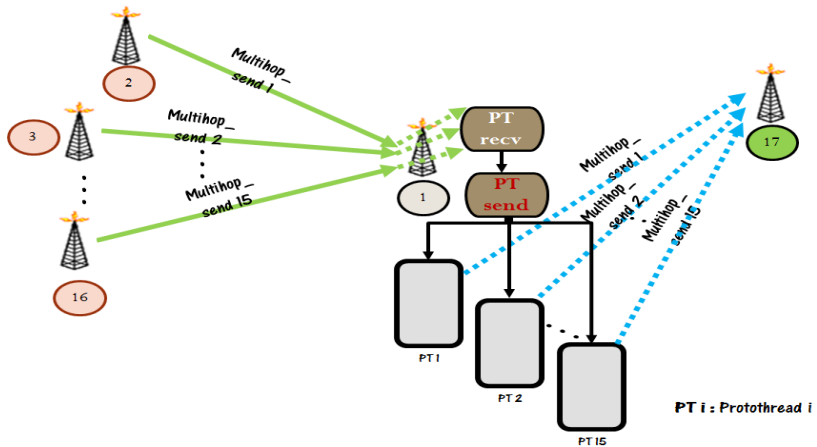 2
Multihop_
send 1
3
Multihop_
send 2
Multihop_
send 15
16
1
PT
recv
PT
send
Multihop_
send 1
Multihop_
send 2
Multihop_
send 15
17
PT 1
PT 2
PT 15
PT i : Protothread i